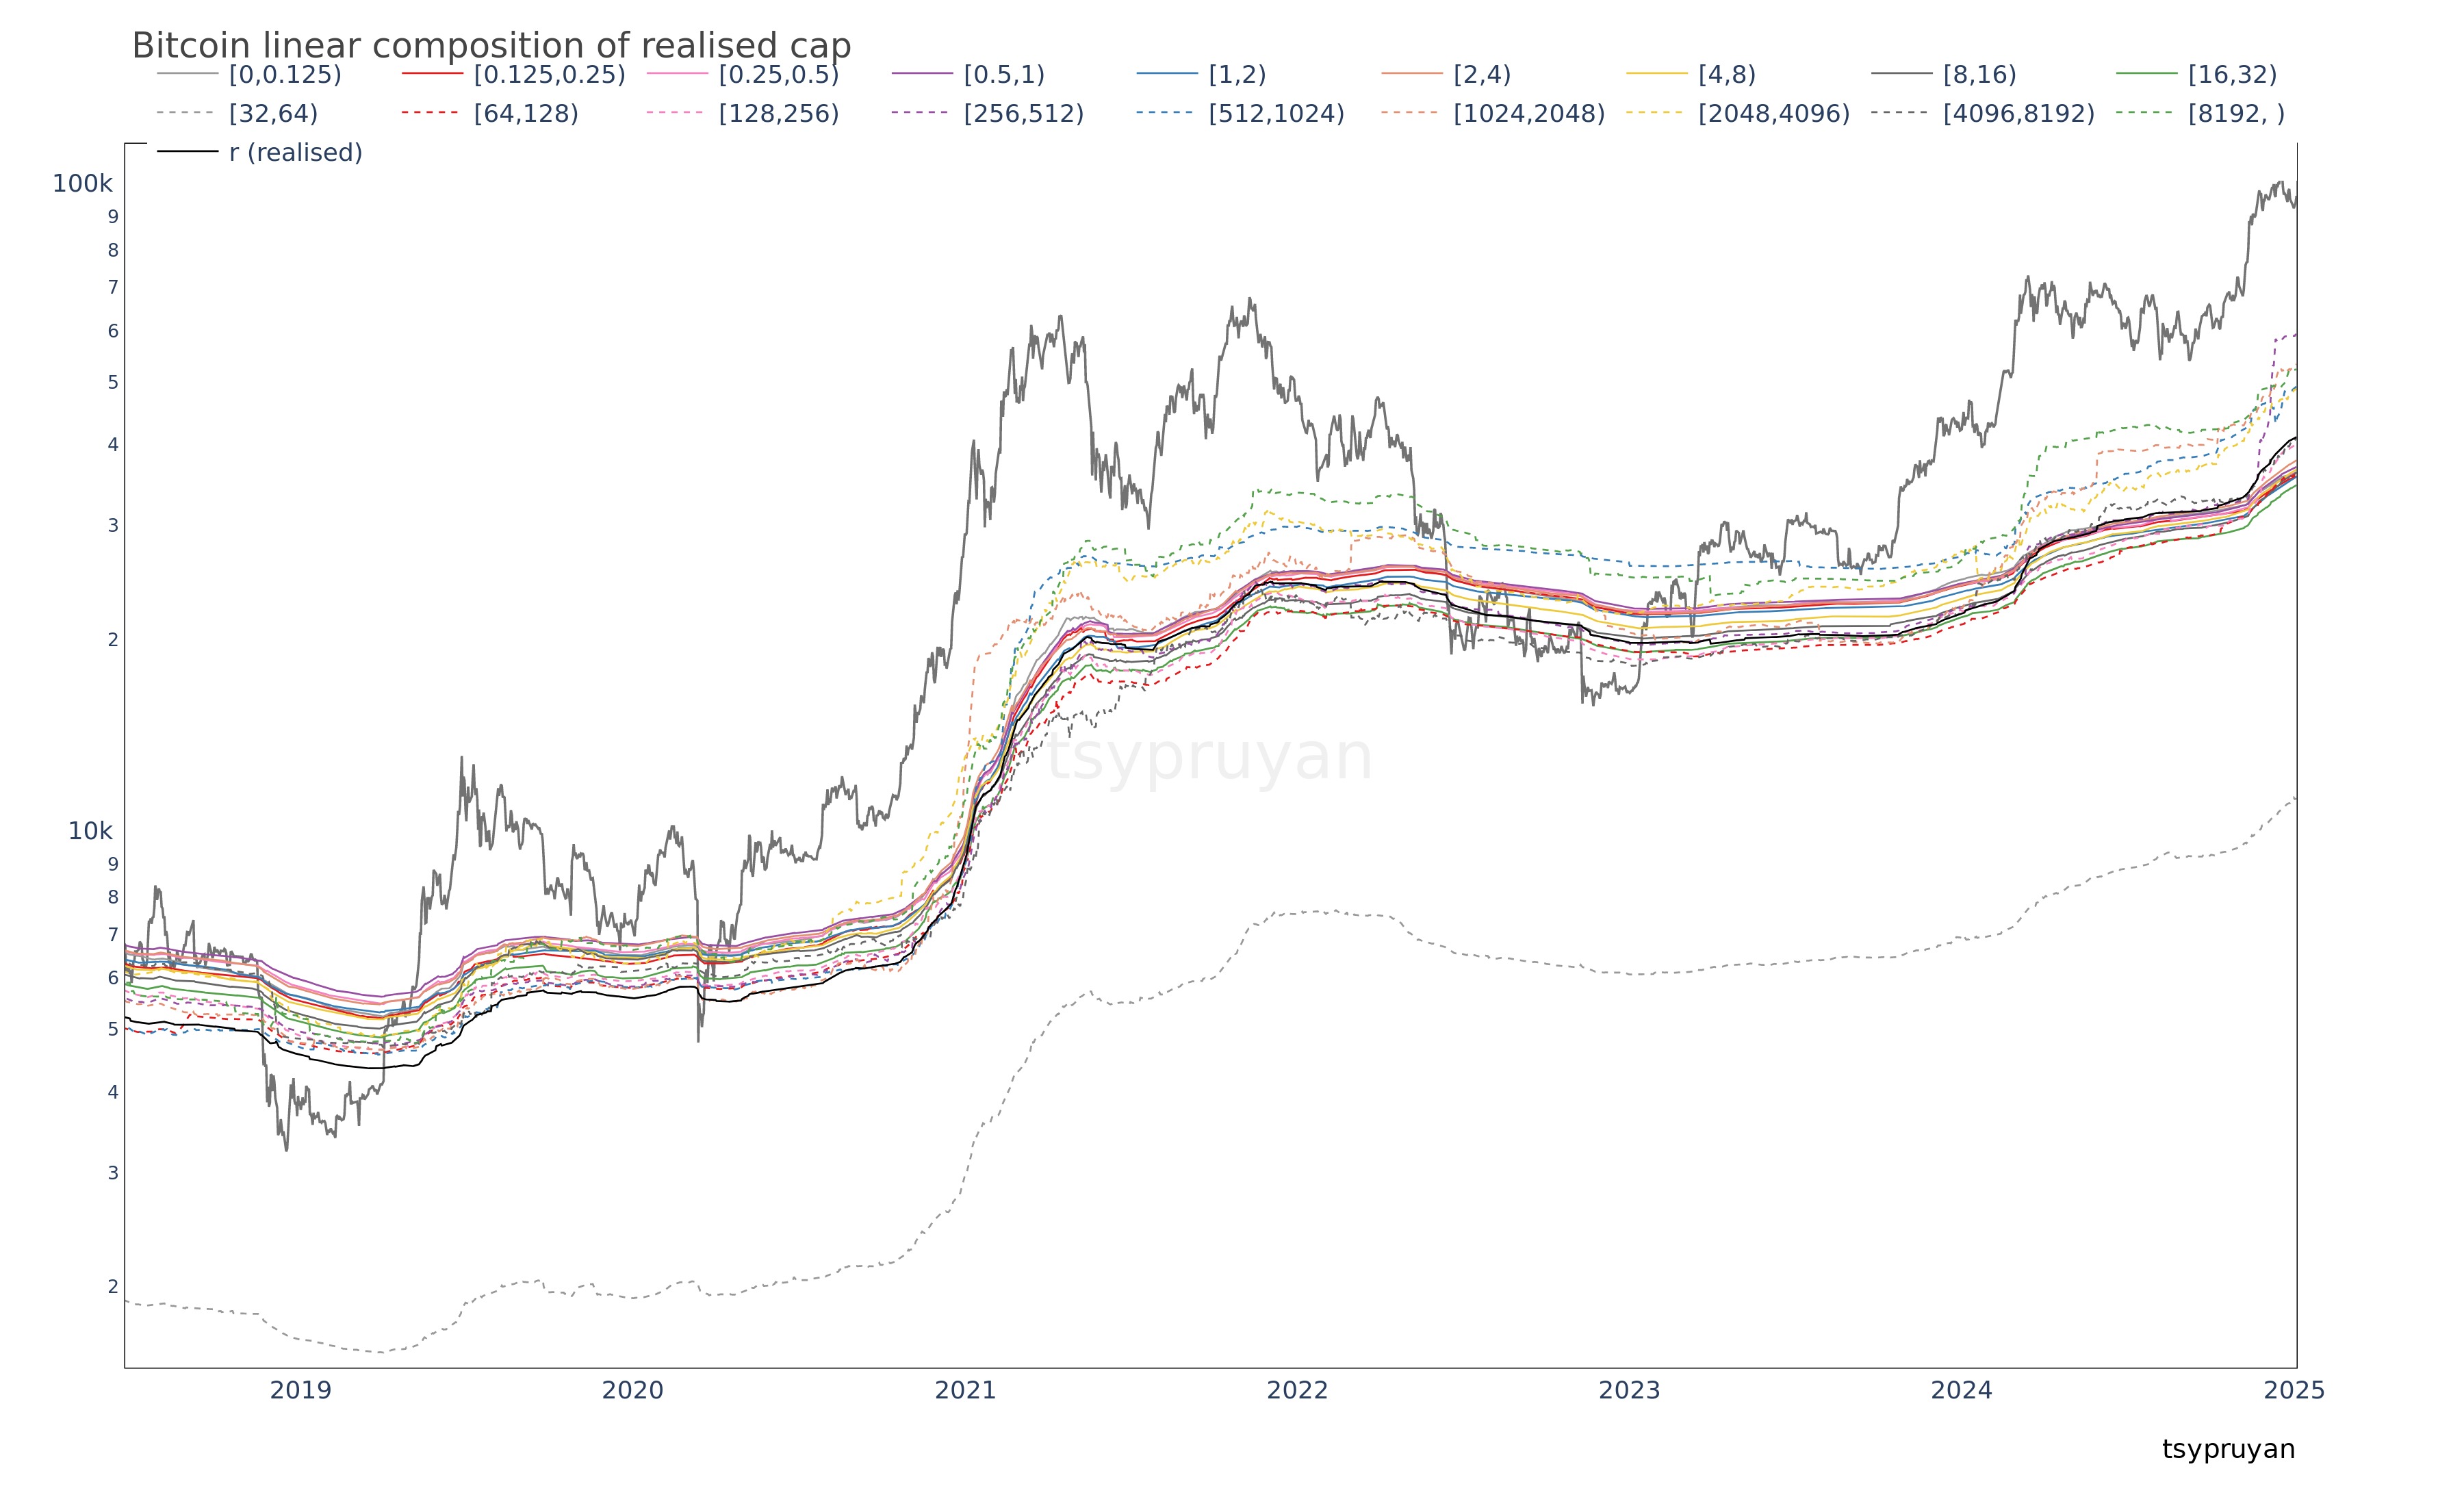 Bitcoin linear composition of realised cap
[0,0.125) [0.125,0.25) [0.25,0.5) [0.5,1) [1,2) [2,4) [4,8) [8,16) [16,32)
[32,64) [64,128) [128,256) [256,512) [512,1024) [1024,2048) [2048,4096) [4096,8192) [8192, )
r (realised)
100k
9
8
7
6
5
4
3
2
10k
9
8
7
6
5
4
3
2
tsypruyan
2019 2020 2021 2022 2023 2024 2025
tsypruyan